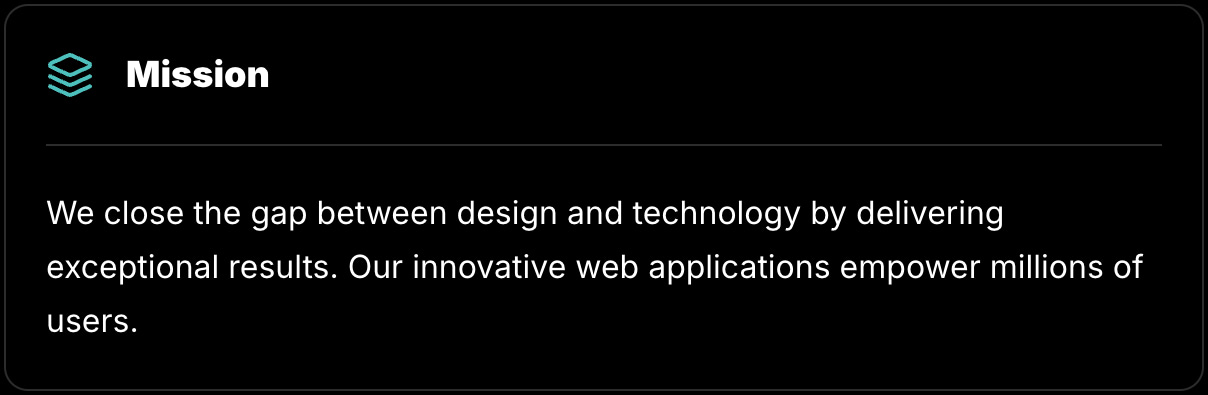 Mission
We close the gap between design and technology by delivering
exceptional results. Our innovative web applications empower millions of
users.